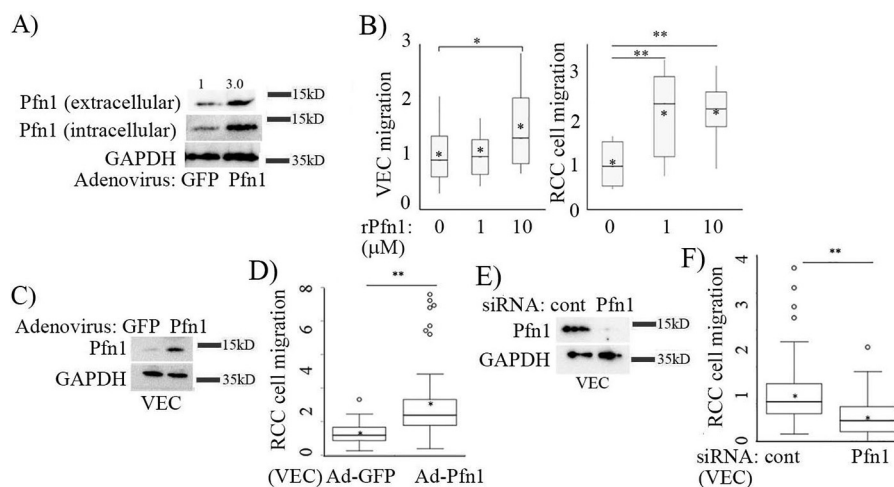 A)
1 3.0
Pfn1 (extracellular) 15kD
Pfn1 (intracellular) 15kD
GAPDH 35kD
Adenovirus: GFP Pfn1
B)
VEC migration
3
2
1
0
*
* * *
RCC cell migration
3
2
1
0
**
**
* * *
rPfn1: 0 1 10 0 1 10
(μM)
C)
Adenovirus: GFP Pfn1
Pfn1 15kD
GAPDH 35kD
VEC
D)
RCC cell migration
8
6
4
2
0
**
* *
(VEC) Ad-GFP Ad-Pfn1
E)
siRNA: cont Pfn1
Pfn1 15kD
GAPDH 35kD
VEC
F)
RCC cell migration
4
3
2
1
0
**
* *
siRNA: cont Pfn1
(VEC)